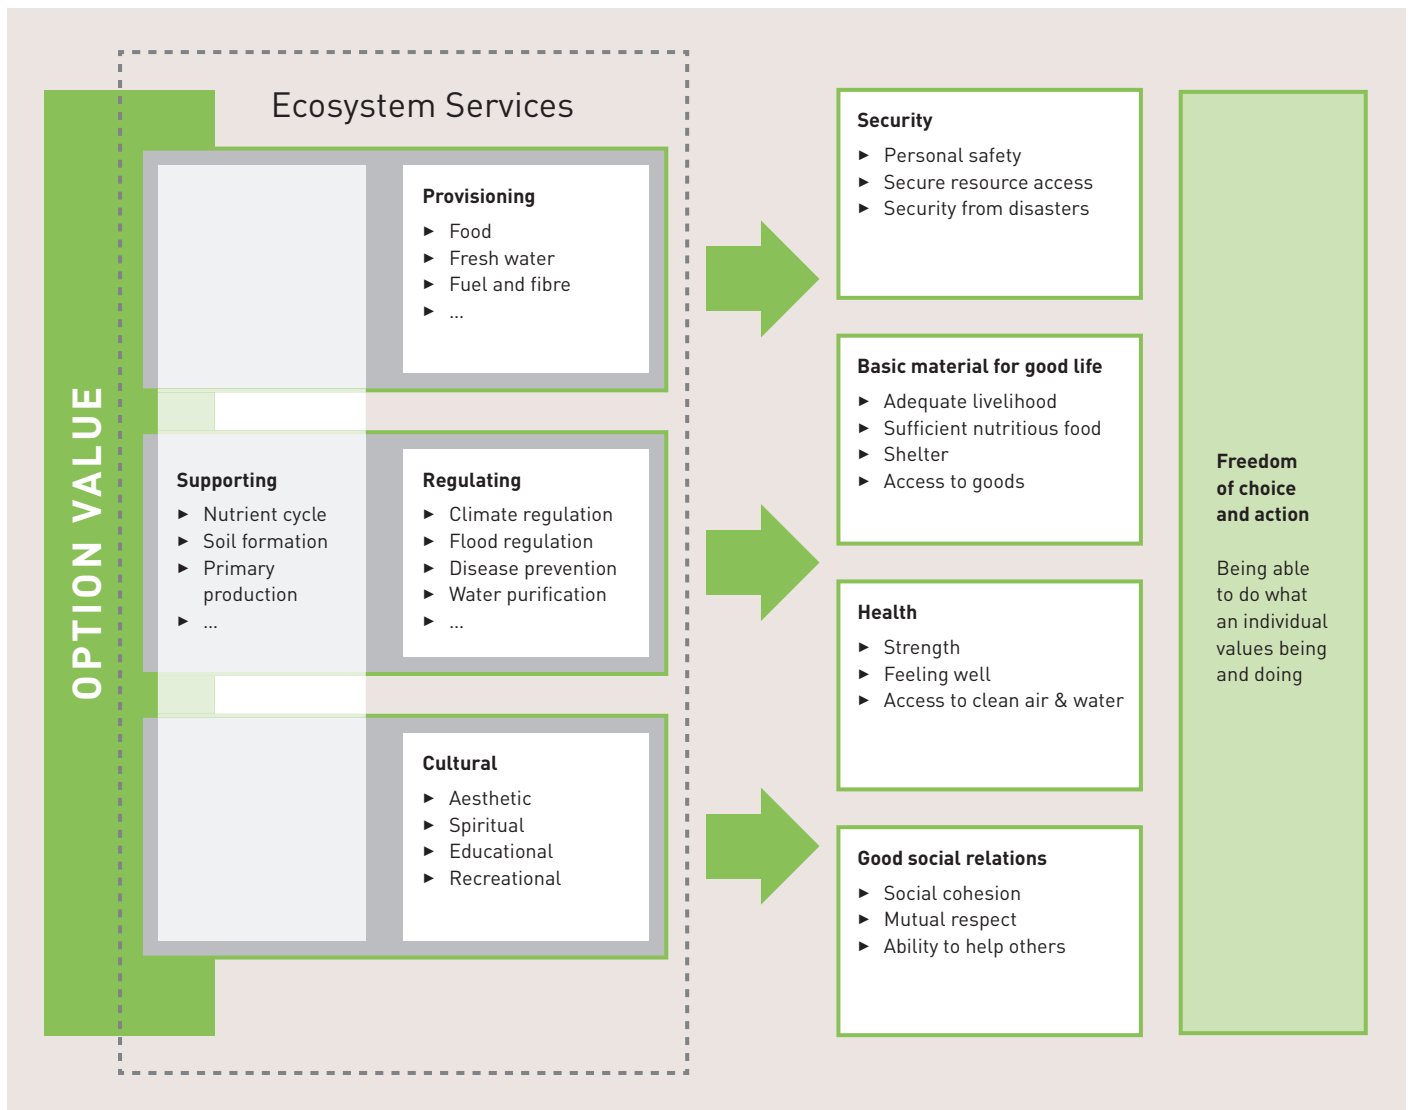 OPTION VALUE
Ecosystem Services
Provisioning
► Food
► Fresh water
► Fuel and fibre
► ...
Supporting
► Nutrient cycle
► Soil formation
► Primary
production
► ...
Regulating
► Climate regulation
► Flood regulation
► Disease prevention
► Water purification
► ...
Cultural
► Aesthetic
► Spiritual
► Educational
► Recreational
Security
► Personal safety
► Secure resource access
► Security from disasters
Basic material for good life
► Adequate livelihood
► Sufficient nutritious food
► Shelter
► Access to goods
Health
► Strength
► Feeling well
► Access to clean air & water
Good social relations
► Social cohesion
► Mutual respect
► Ability to help others
Freedom
of choice
and action
Being able
to do what
an individual
values being
and doing